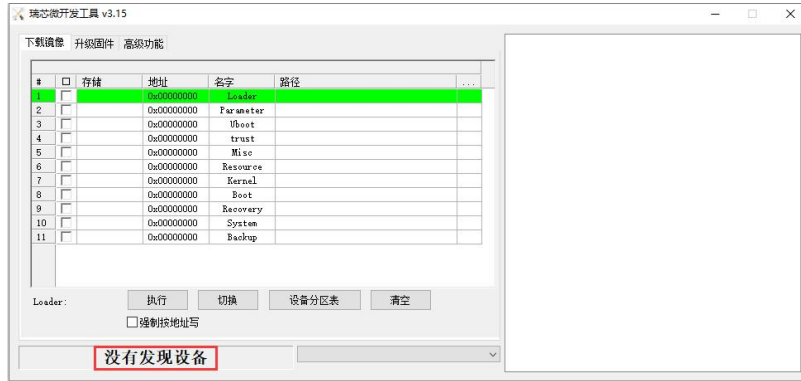 瑞芯微开发工具 v3.15
下载镜像 升级固件 高级功能
# 存储 地址 名字 路径 ...
1 0x00000000 Loader
2 0x00000000 Parameter
3 0x00000000 Uboot
4 0x00000000 trust
5 0x00000000 Misc
6 0x00000000 Resource
7 0x00000000 Kernel
8 0x00000000 Boot
9 0x00000000 Recovery
10 0x00000000 System
11 0x00000000 Backup
Loader: 执行 切换 设备分区表 清空
强制按地址写
没有发现设备